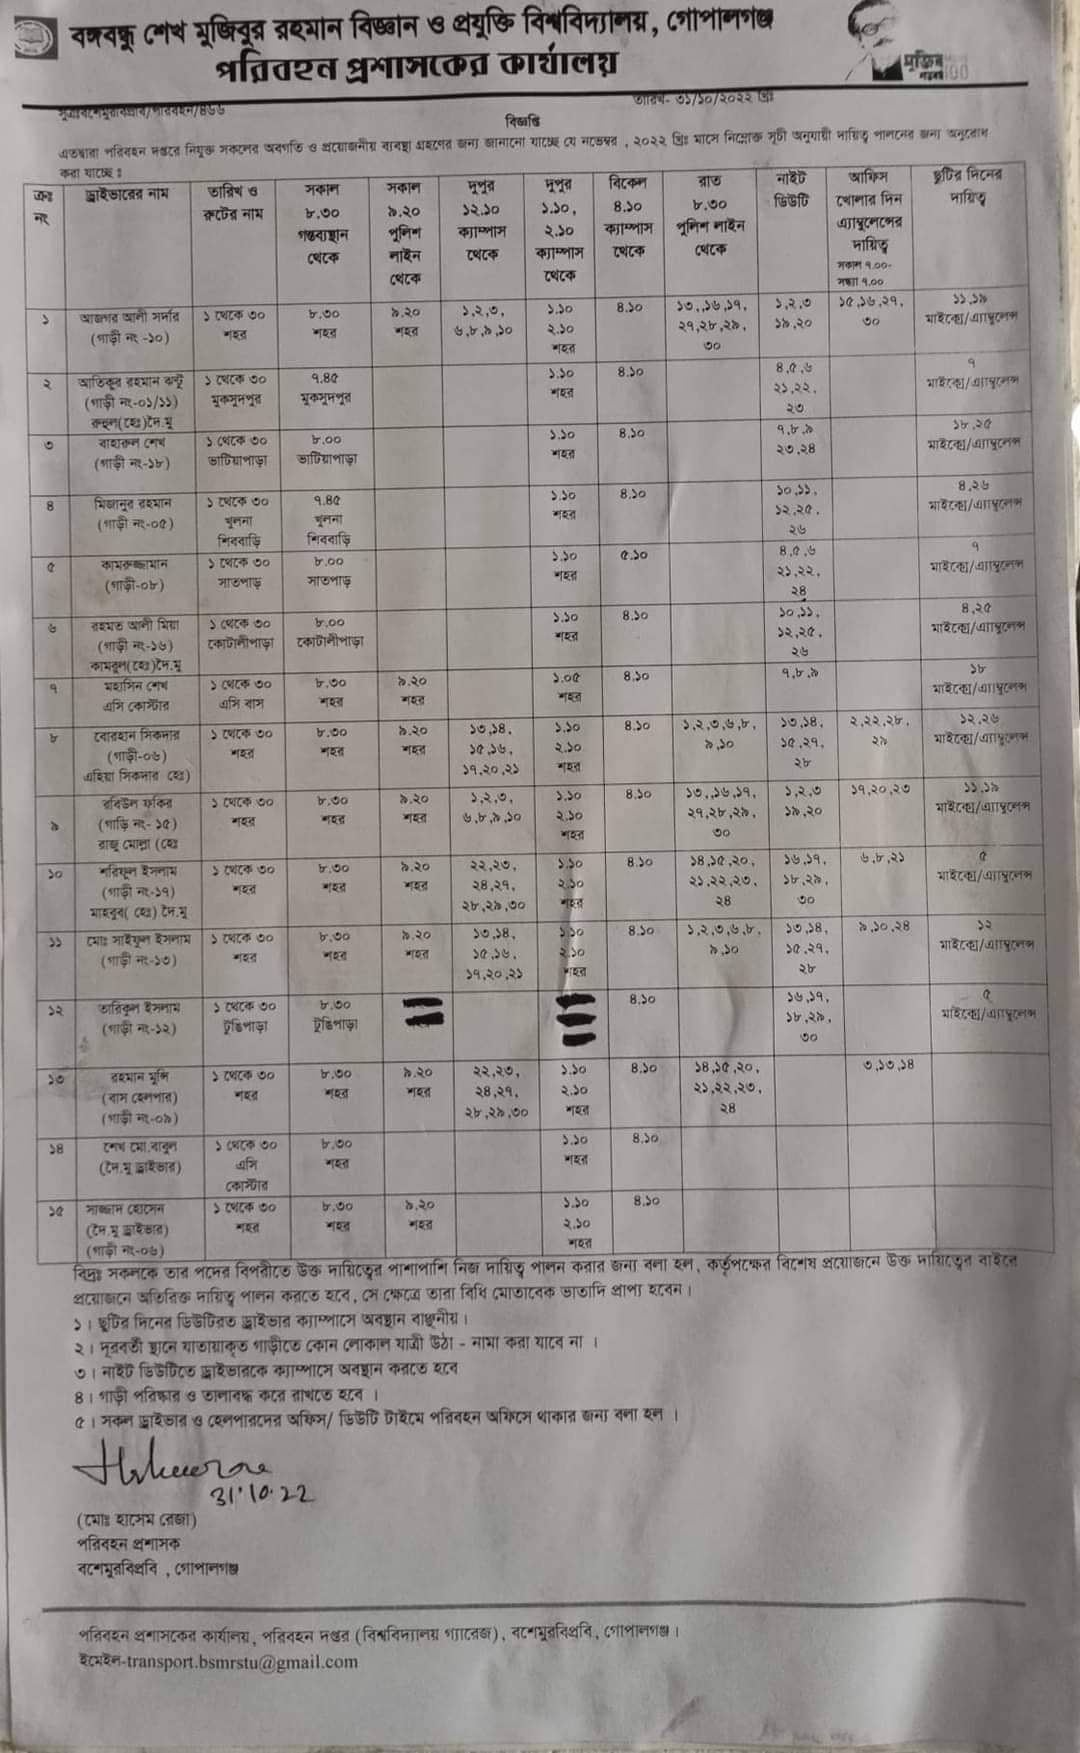 বঙ্গবন্ধু শেখ মুজিবুর রহমান বিজ্ঞান ও প্রযুক্তি বিশ্ববিদ্যালয়, গোপালগঞ্জ
পরিবহন প্রশাসকের কার্যালয়
মুজিব
শতবর্ষ 100
সূত্রঃবশেমুরবিপ্রবি/পরিবহন/৪৬৬
তারিখ- ৩১/১০/২০২২ খ্রিঃ
বিজ্ঞপ্তি
এতদ্বারা পরিবহন দপ্তরে নিযুক্ত সকলের অবগতি ও প্রয়োজনীয় ব্যবস্থা গ্রহণের জন্য জানানো যাচ্ছে যে নভেম্বর , ২০২২ খ্রিঃ মাসে নিম্নোক্ত সূচী অনুযায়ী দায়িত্ব পালনের জন্য অনুরোধ
করা যাচ্ছে ঃ
ক্রঃ নং ড্রাইভারের নাম তারিখ ও রুটের নাম সকাল ৮.৩০ গন্তব্যস্থান থেকে সকাল ৯.২০ পুলিশ লাইন থেকে দুপুর ১২.১০ ক্যাম্পাস থেকে দুপুর ১.১০, ২.১০ ক্যাম্পাস থেকে বিকেল ৪.১০ ক্যাম্পাস থেকে রাত ৮.৩০ পুলিশ লাইন থেকে নাইট ডিউটি অফিস খোলার দিন এ্যাম্বুলেন্সের দায়িত্ব সকাল ৭.০০- সন্ধ্যা ৭.০০ ছুটির দিনের দায়িত্ব
১ আজগর আলী সর্দার (গাড়ী নং -১০) ১ থেকে ৩০ শহর ৮.৩০ শহর ৯.২০ শহর ১,২,৩, ৬,৮,৯,১০ ১.১০ ২.১০ শহর ৪.১০ ১৩,,১৬,১৭, ২৭,২৮,২৯, ৩০ ১,২,৩ ১৯,২০ ১৫,১৬,২৭, ৩০ ১১,১৯ মাইক্রো/এ্যাম্বুলেন্স
২ আতিকুর রহমান ঝন্টু (গাড়ী নং-০১/১১) রুহুল(হেঃ)দৈ.মু ১ থেকে ৩০ মুকসুদপুর ৭.৪৫ মুকসুদপুর ১.১০ শহর ৪.১০ ৪,৫,৬ ২১,২২, ২৩ ৭ মাইক্রো/এ্যাম্বুলেন্স
৩ বাহারুল শেখ (গাড়ী নং-১৮) ১ থেকে ৩০ ভাটিয়াপাড়া ৮.০০ ভাটিয়াপাড়া ১.১০ শহর ৪.১০ ৭,৮,৯ ২৩,২৪ ১৮,২৫ মাইক্রো/এ্যাম্বুলেন্স
৪ মিজানুর রহমান (গাড়ী নং-০৫) ১ থেকে ৩০ খুলনা শিববাড়ি ৭.৪৫ খুলনা শিববাড়ি ১.১০ শহর ৪.১০ ১০,১১, ১২,২৫, ২৬ ৪,২৬ মাইক্রো/এ্যাম্বুলেন্স
৫ কামরুজ্জামান (গাড়ী-০৮) ১ থেকে ৩০ সাতপাড় ৮.০০ সাতপাড় ১.১০ শহর ৫.১০ ৪,৫,৬ ২১,২২, ২৪ ৭ মাইক্রো/এ্যাম্বুলেন্স
৬ রহমত আলী মিয়া (গাড়ী নং-১৬) কামরুল(হেঃ)দৈ.মু ১ থেকে ৩০ কোটালীপাড়া ৮.০০ কোটালীপাড়া ১.১০ শহর ৪.১০ ১০,১১, ১২,২৫, ২৬ ৪,২৫ মাইক্রো/এ্যাম্বুলেন্স
৭ মহাসিন শেখ এসি কোস্টার ১ থেকে ৩০ এসি বাস ৮.৩০ শহর ৯.২০ শহর ১.০৫ শহর ৪.১০ ৭,৮,৯ ১৮ মাইক্রো/এ্যাম্বুলেন্স
৮ বোরহান সিকদার (গাড়ী-০৬) এহিয়া সিকদার (হেঃ) ১ থেকে ৩০ শহর ৮.৩০ শহর ৯.২০ শহর ১৩,১৪, ১৫,১৬, ১৭,২০,২১ ১.১০ ২.১০ শহর ৪.১০ ১,২,৩,৬,৮, ৯,১০ ১৩,১৪, ১৫,২৭, ২৮ ২,২২,২৮, ২৯ ১২,২৬ মাইক্রো/এ্যাম্বুলেন্স
৯ রবিউল ফকির (গাড়ি নং- ১৫) রাজু মোল্লা (হেঃ ১ থেকে ৩০ শহর ৮.৩০ শহর ৯.২০ শহর ১,২,৩, ৬,৮,৯,১০ ১.১০ ২.১০ শহর ৪.১০ ১৩,,১৬,১৭, ২৭,২৮,২৯, ৩০ ১,২,৩ ১৯,২০ ১৭,২০,২৩ ১১,১৯ মাইক্রো/এ্যাম্বুলেন্স
১০ শরিফুল ইসলাম (গাড়ী নং-১৭) মাহবুব( হেঃ) দৈ.মু ১ থেকে ৩০ শহর ৮.৩০ শহর ৯.২০ শহর ২২,২৩, ২৪,২৭, ২৮,২৯,৩০ ১.১০ ২.১০ শহর ৪.১০ ১৪,১৫,২০, ২১,২২,২৩, ২৪ ১৬,১৭, ১৮,২৯, ৩০ ৬,৮,২১ ৫ মাইক্রো/এ্যাম্বুলেন্স
১১ মোঃ সাইফুল ইসলাম (গাড়ী নং-১৩) ১ থেকে ৩০ শহর ৮.৩০ শহর ৯.২০ শহর ১৩,১৪, ১৫,১৬, ১৭,২০,২১ ১.১০ ২.১০ শহর ৪.১০ ১,২,৩,৬,৮, ৯,১০ ১৩,১৪, ১৫,২৭, ২৮ ৯,১০,২৪ ১২ মাইক্রো/এ্যাম্বুলেন্স
১২ তারিকুল ইসলাম (গাড়ী নং-১২) ১ থেকে ৩০ টুঙ্গিপাড়া ৮.৩০ টুঙ্গিপাড়া ৪.১০ ১৬,১৭, ১৮,২৯, ৩০ ৫ মাইক্রো/এ্যাম্বুলেন্স
১৩ রহমান মুন্সি (বাস হেলপার) (গাড়ী নং-০৯) ১ থেকে ৩০ শহর ৮.৩০ শহর ৯.২০ শহর ২২,২৩, ২৪,২৭, ২৮,২৯,৩০ ১.১০ ২.১০ শহর ৪.১০ ১৪,১৫,২০, ২১,২২,২৩, ২৪ ৩,১৩,১৪
১৪ শেখ মো.বাবুল (দৈ.মু ড্রাইভার) ১ থেকে ৩০ এসি কোস্টার ৮.৩০ শহর ১.১০ শহর ৪.১০
১৫ সাজ্জাদ হোসেন (দৈ.মু ড্রাইভার) (গাড়ী নং-০৬) ১ থেকে ৩০ শহর ৮.৩০ শহর ৯.২০ শহর ১.১০ ২.১০ শহর ৪.১০
বিদ্রঃ সকলকে তার পদের বিপরীতে উক্ত দায়িত্বের পাশাপাশি নিজ দায়িত্ব পালন করার জন্য বলা হল, কর্তৃপক্ষের বিশেষ প্রয়োজনে উক্ত দায়িত্বের বাইরে
প্রয়োজনে অতিরিক্ত দায়িত্ব পালন করতে হবে, সে ক্ষেত্রে তারা বিধি মোতাবেক ভাতাদি প্রাপ্য হবেন।
১। ছুটির দিনের ডিউটিরত ড্রাইভার ক্যাম্পাসে অবস্থান বাঞ্ছনীয়।
২। দূরবর্তী স্থানে যাতায়াকৃত গাড়ীতে কোন লোকাল যাত্রী উঠা - নামা করা যাবে না ।
৩। নাইট ডিউটিতে ড্রাইভারকে ক্যাম্পাসে অবস্থান করতে হবে
৪। গাড়ী পরিষ্কার ও তালাবদ্ধ করে রাখতে হবে ।
৫। সকল ড্রাইভার ও হেলপারদের অফিস/ ডিউটি টাইমে পরিবহন অফিসে থাকার জন্য বলা হল ।
31.10.22
(মোঃ হাসেম রেজা)
পরিবহন প্রশাসক
বশেমুরবিপ্রবি , গোপালগঞ্জ
পরিবহন প্রশাসকের কার্যালয়, পরিবহন দপ্তর (বিশ্ববিদ্যালয় গ্যারেজ), বশেমুরবিপ্রবি, গোপালগঞ্জ।
ইমেইল-transport.bsmrstu@gmail.com